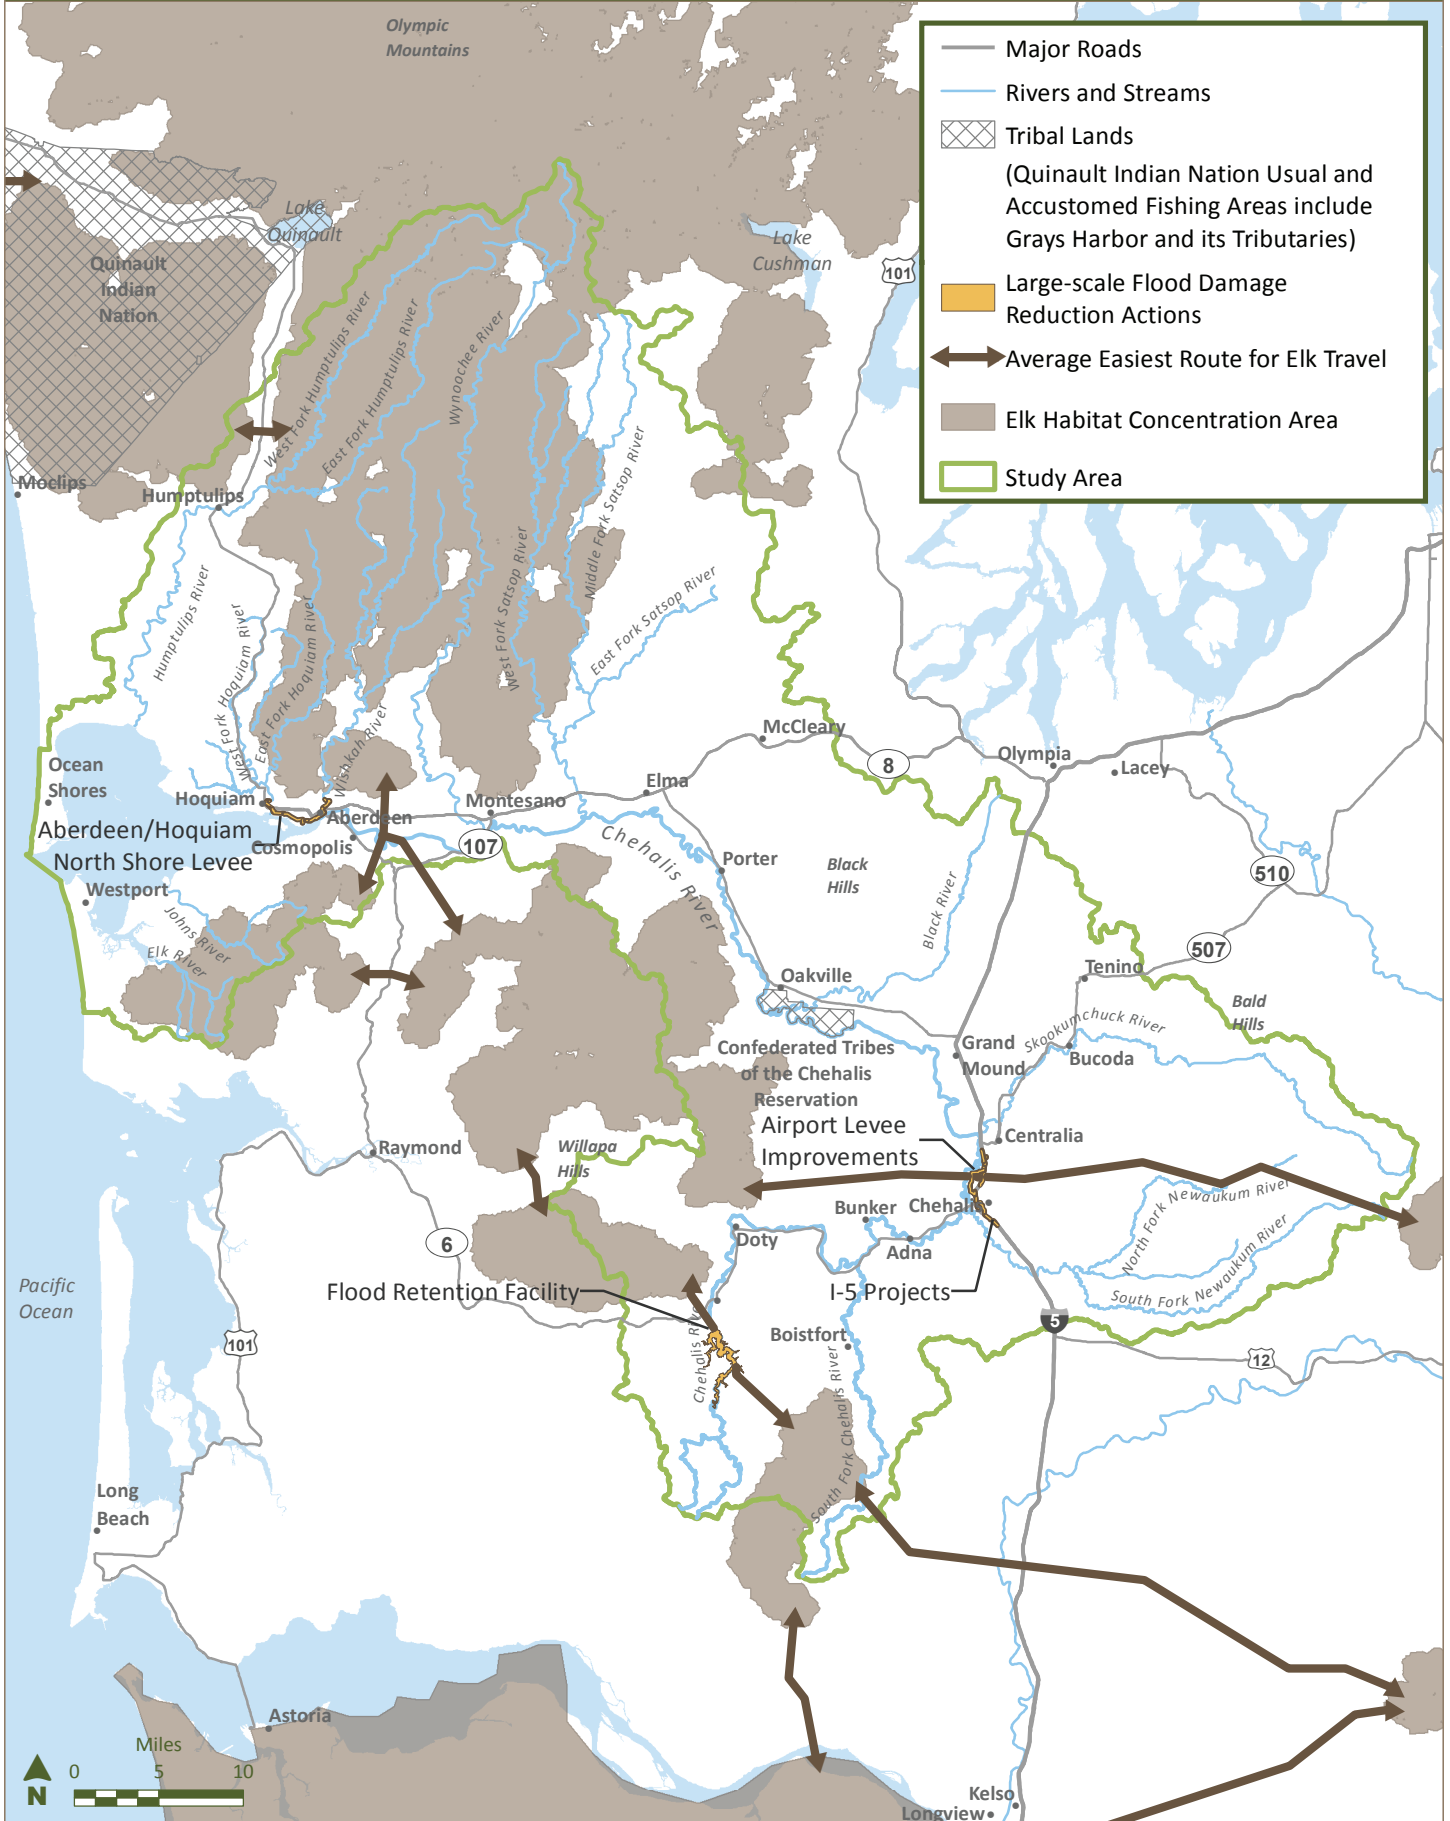 Olympic
Mountains
Major Roads
Rivers and Streams
Tribal Lands
(Quinault Indian Nation Usual and
Accustomed Fishing Areas include
Grays Harbor and its Tributaries)
Large-scale Flood Damage
Reduction Actions
Average Easiest Route for Elk Travel
Elk Habitat Concentration Area
Study Area
Lake
Quinault
Lake
Cushman
101
Quinault
Indian
Nation
West Fork Humptulips River
East Fork Humptulips River
Wynoochee River
Moclips
Humptulips
Middle Fork Satsop River
West Fork Satsop River
East Fork Satsop River
Humptulips River
West Fork Hoquiam River
East Fork Hoquiam River
Wishkah River
McCleary
8
Olympia
Lacey
Ocean
Shores
Hoquiam
Aberdeen
Montesano
Elma
Aberdeen/Hoquiam
North Shore Levee
Cosmopolis
107
Chehalis River
Porter
Black
Hills
Black River
510
Westport
Johns River
Elk River
507
Oakville
Tenino
Bald
Hills
Skookumchuck River
Grand
Mound
Bucoda
Confederated Tribes
of the Chehalis
Reservation
Airport Levee
Improvements
Centralia
Raymond
Willapa
Hills
Bunker
Chehalis
North Fork Newaukum River
South Fork Newaukum River
6
Doty
Adna
Pacific
Ocean
Flood Retention Facility
I-5 Projects
Chehalis River
5
101
Boistfort
12
South Fork Chehalis River
Long
Beach
Astoria
Miles
0 5 10
N
Kelso
Longview